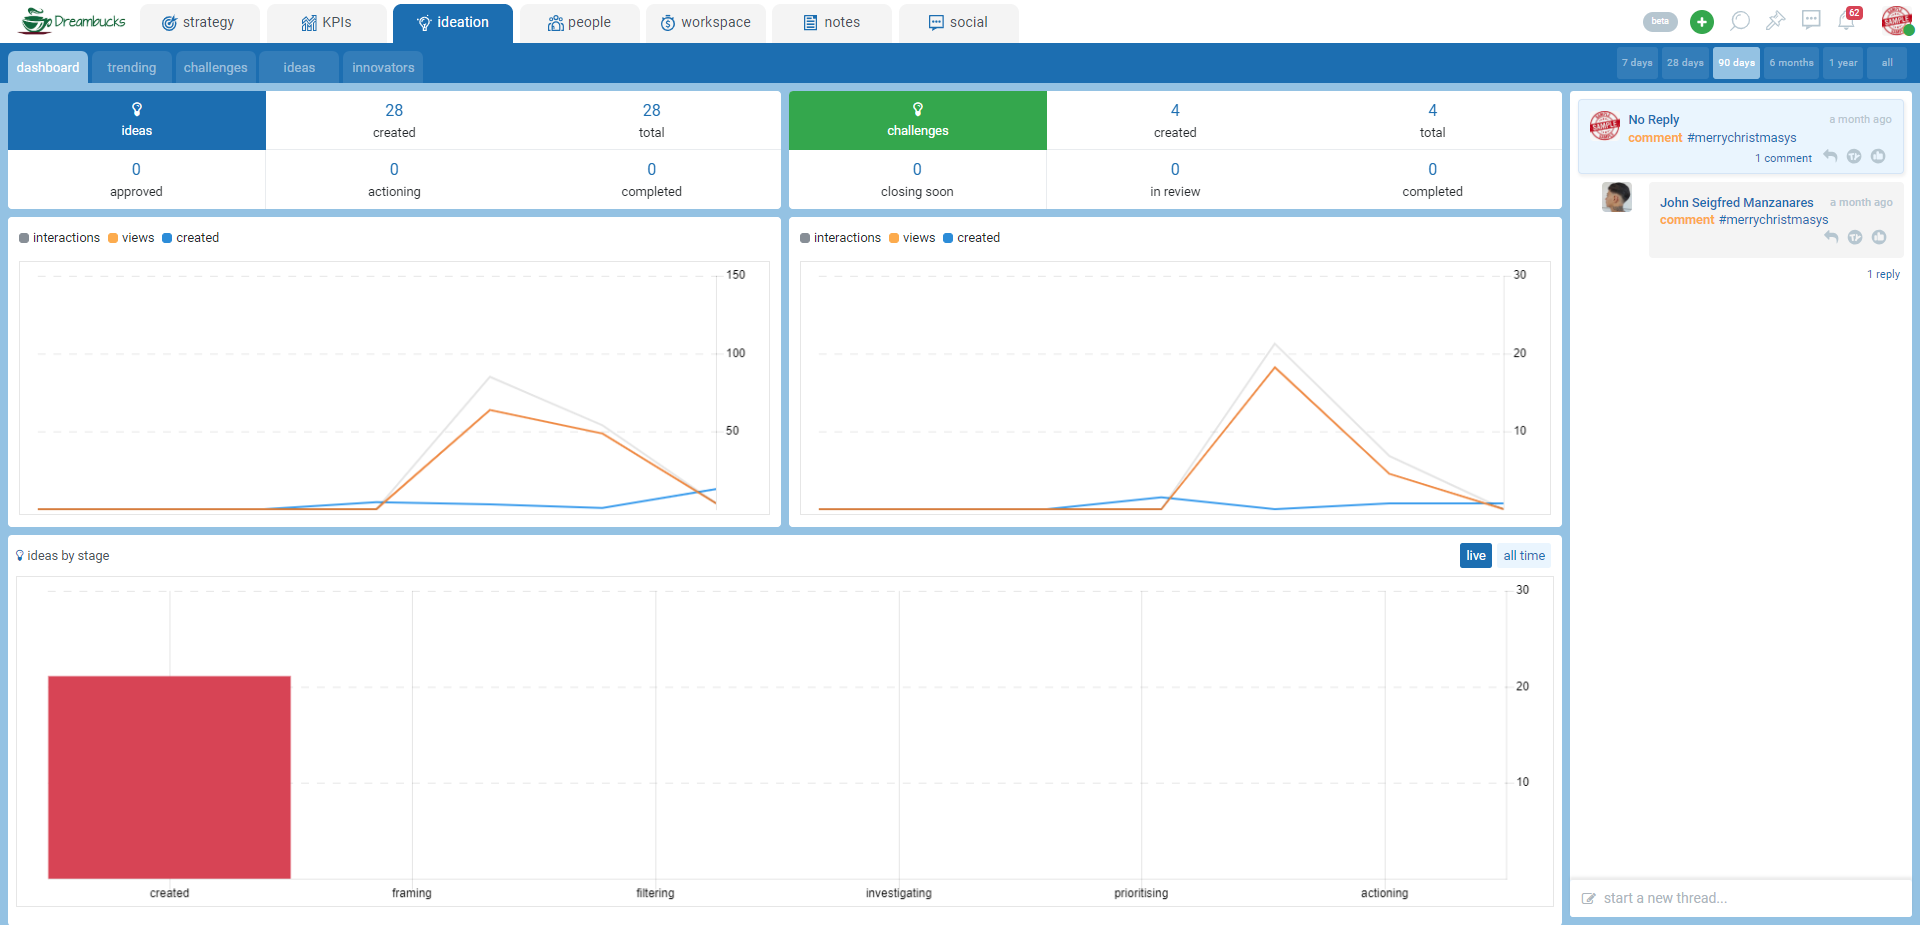 Dreambucks
strategy
KPIs
ideation
people
workspace
notes
social
beta
62
SAMPLE
dashboard
trending
challenges
ideas
innovators
7 days
28 days
90 days
6 months
1 year
all
ideas
28
created
28
total
0
approved
0
actioning
0
completed
challenges
4
created
4
total
0
closing soon
0
in review
0
completed
interactions
views
created
150
100
50
interactions
views
created
30
20
10
ideas by stage
live
all time
30
20
10
created
framing
filtering
investigating
prioritising
actioning
SAMPLE
No Reply
a month ago
comment #merrychristmasys
1 comment
John Seigfred Manzanares
a month ago
comment #merrychristmasys
1 reply
start a new thread...